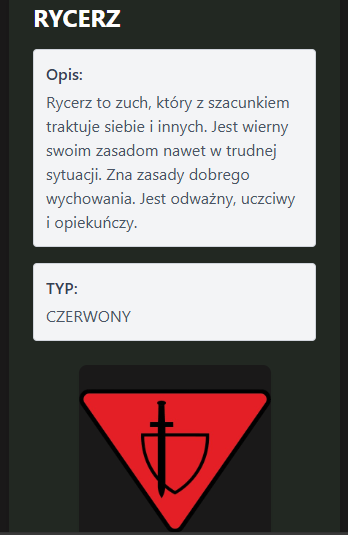 RYCERZ
Opis:
Rycerz to zuch, który z szacunkiem
traktuje siebie i innych. Jest wierny
swoim zasadom nawet w trudnej
sytuacji. Zna zasady dobrego
wychowania. Jest odważny, uczciwy
i opiekuńczy.
TYP:
CZERWONY